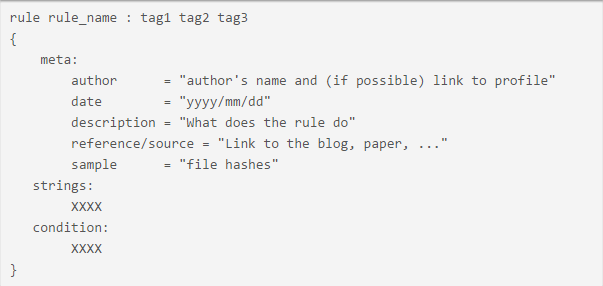 rule rule_name : tag1 tag2 tag3
{
    meta:
        author      = "author's name and (if possible) link to profile"
        date        = "yyyy/mm/dd"
        description = "What does the rule do"
        reference/source = "Link to the blog, paper, ..."
        sample      = "file hashes"
   strings:
        XXXX
   condition:
        XXXX
}